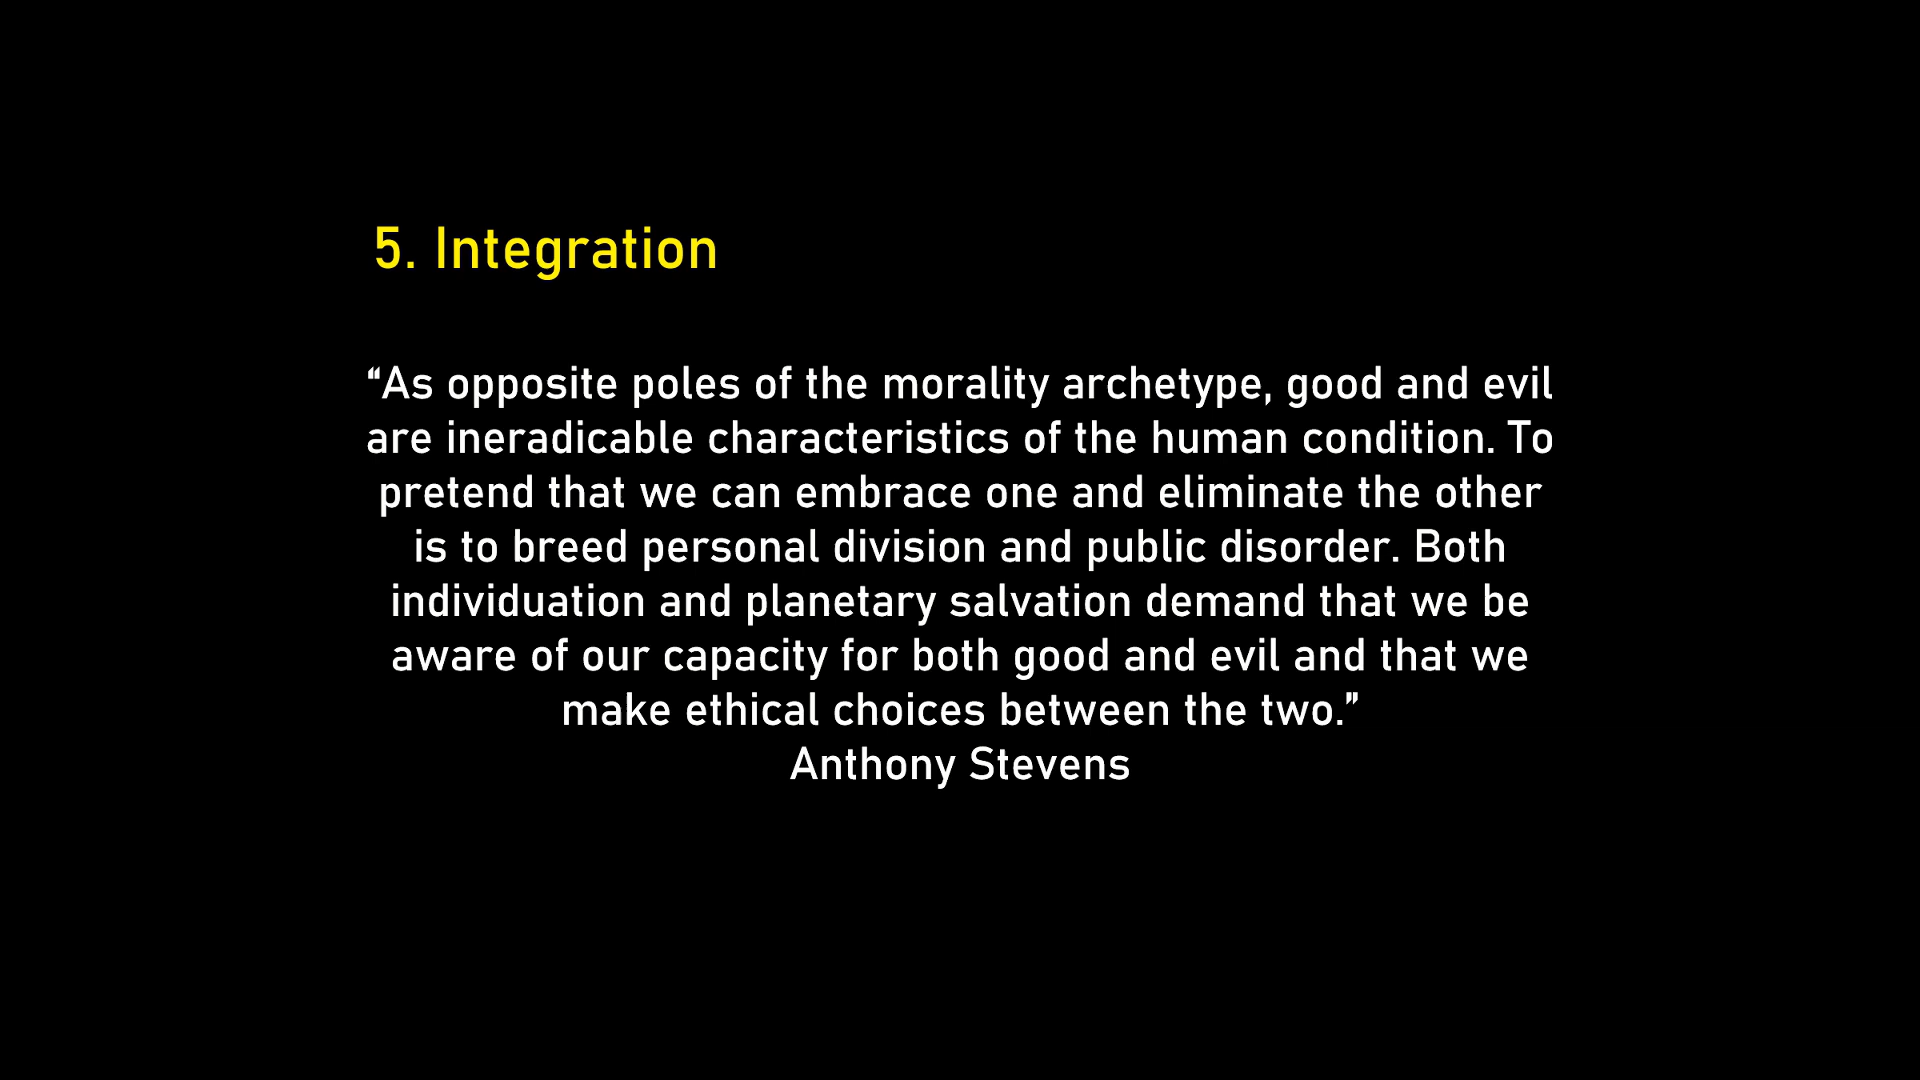 5. Integration
“As opposite poles of the morality archetype, good and evil
are ineradicable characteristics of the human condition. To
pretend that we can embrace one and eliminate the other
is to breed personal division and public disorder. Both
individuation and planetary salvation demand that we be
aware of our capacity for both good and evil and that we
make ethical choices between the two.”
Anthony Stevens